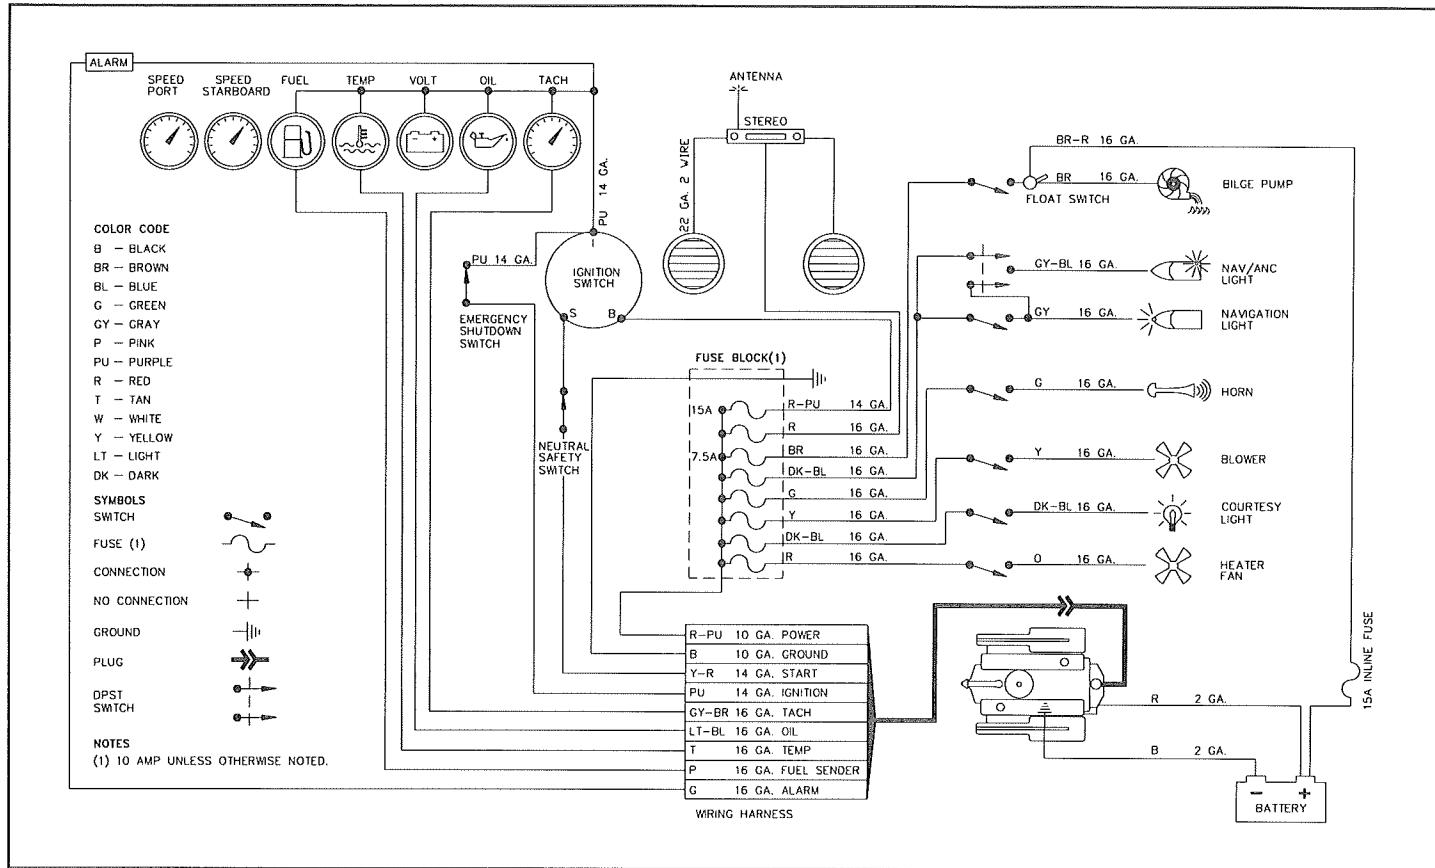 ALARM
SPEED PORT
SPEED STARBOARD
FUEL
TEMP
VOLT
OIL
TACH
ANTENNA
STEREO
22 GA. 2 WIRE
PU 14 GA.
PU 14 GA.
IGNITION SWITCH
I
S
B
EMERGENCY SHUTDOWN SWITCH
NEUTRAL SAFETY SWITCH
COLOR CODE
B — BLACK
BR — BROWN
BL — BLUE
G — GREEN
GY — GRAY
P — PINK
PU — PURPLE
R — RED
T — TAN
W — WHITE
Y — YELLOW
LT — LIGHT
DK — DARK
SYMBOLS
SWITCH
FUSE (1)
CONNECTION
NO CONNECTION
GROUND
PLUG
DPST SWITCH
NOTES
(1) 10 AMP UNLESS OTHERWISE NOTED.
FUSE BLOCK(1)
15A
R-PU 14 GA.
R 16 GA.
7.5A
BR 16 GA.
DK-BL 16 GA.
G 16 GA.
Y 16 GA.
DK-BL 16 GA.
R 16 GA.
BR-R 16 GA.
BR 16 GA.
FLOAT SWITCH
BILGE PUMP
GY-BL 16 GA.
NAV/ANC LIGHT
GY 16 GA.
NAVIGATION LIGHT
G 16 GA.
HORN
Y 16 GA.
BLOWER
DK-BL 16 GA.
COURTESY LIGHT
O 16 GA.
HEATER FAN
R-PU 10 GA. POWER
B 10 GA. GROUND
Y-R 14 GA. START
PU 14 GA. IGNITION
GY-BR 16 GA. TACH
LT-BL 16 GA. OIL
T 16 GA. TEMP
P 16 GA. FUEL SENDER
G 16 GA. ALARM
WIRING HARNESS
R 2 GA.
B 2 GA.
15A INLINE FUSE
– +
BATTERY